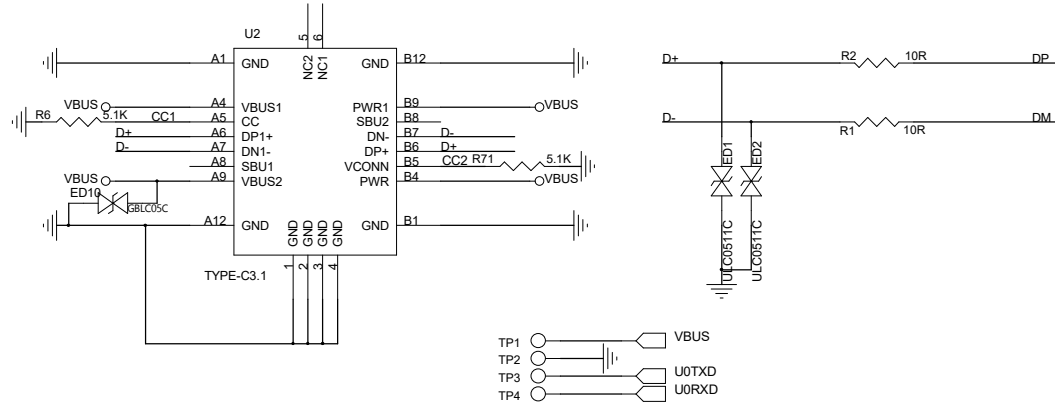 U2
5
6
NC2
NC1
A1
GND
GND
B12
VBUS
A4
VBUS1
PWR1
B9
VBUS
R6
5.1K
CC1
A5
CC
SBU2
B8
D+
A6
DP1+
DN-
B7
D-
D-
A7
DN1-
DP+
B6
D+
A8
SBU1
VCONN
B5
CC2
R71
5.1K
VBUS
A9
VBUS2
PWR
B4
VBUS
ED10
GBLC05C
A12
GND
GND
B1
GND
GND
GND
GND
1
2
3
4
TYPE-C3.1
D+
R2
10R
DP
D-
R1
10R
DM
ED1
ED2
ULC0511C
ULC0511C
TP1
VBUS
TP2
TP3
U0TXD
TP4
U0RXD